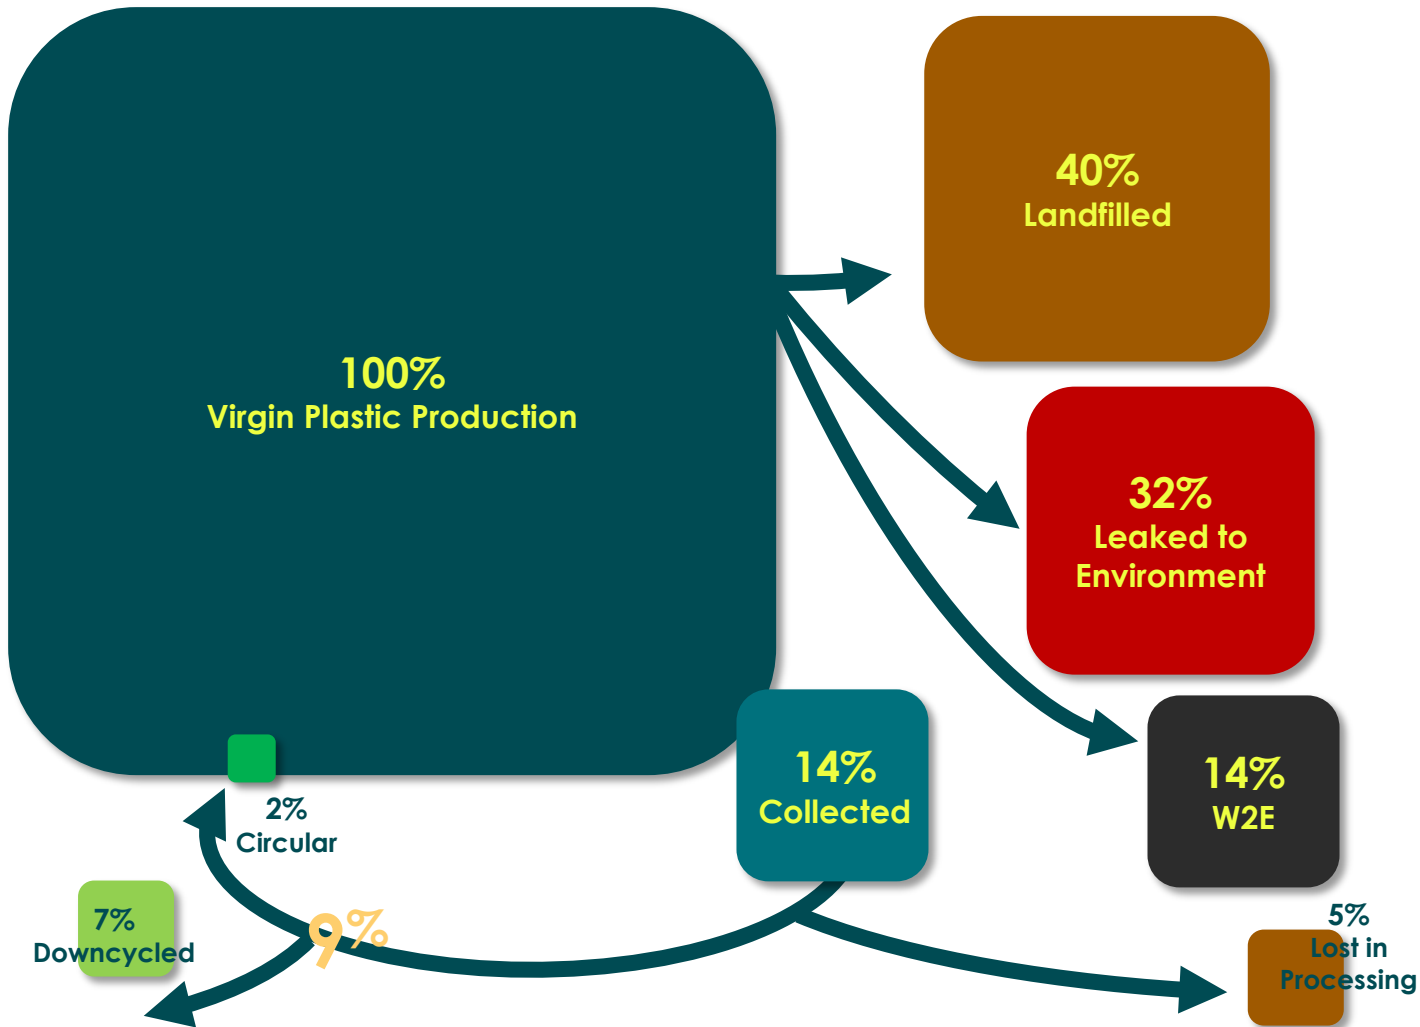 100%
Virgin Plastic Production
40%
Landfilled
32%
Leaked to
Environment
14%
W2E
14%
Collected
2%
Circular
7%
Downcycled
9%
5%
Lost in
Processing